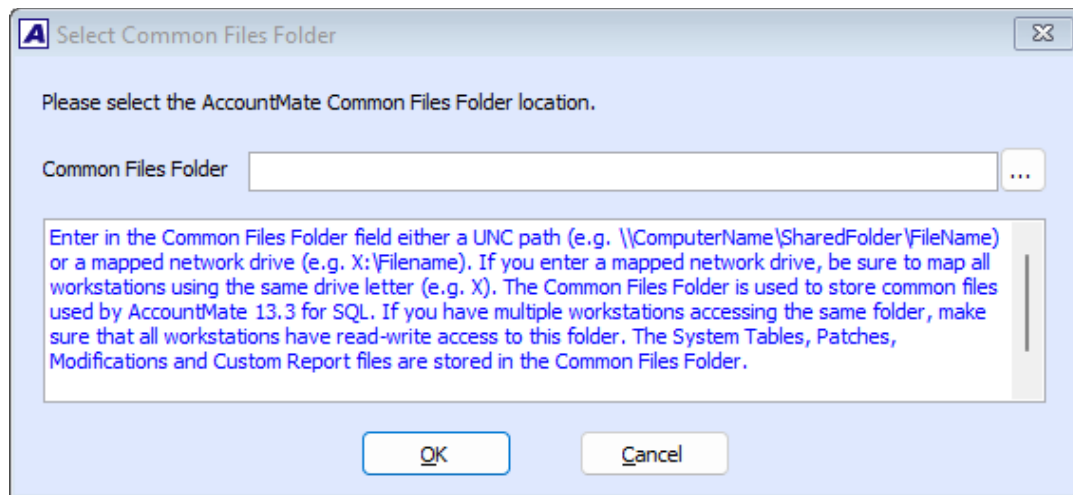 Select Common Files Folder
Please select the AccountMate Common Files Folder location.
Common Files Folder ...
Enter in the Common Files Folder field either a UNC path (e.g. \\ComputerName\SharedFolder\FileName)
or a mapped network drive (e.g. X:\Filename). If you enter a mapped network drive, be sure to map all
workstations using the same drive letter (e.g. X). The Common Files Folder is used to store common files
used by AccountMate 13.3 for SQL. If you have multiple workstations accessing the same folder, make
sure that all workstations have read-write access to this folder. The System Tables, Patches,
Modifications and Custom Report files are stored in the Common Files Folder.
OK Cancel